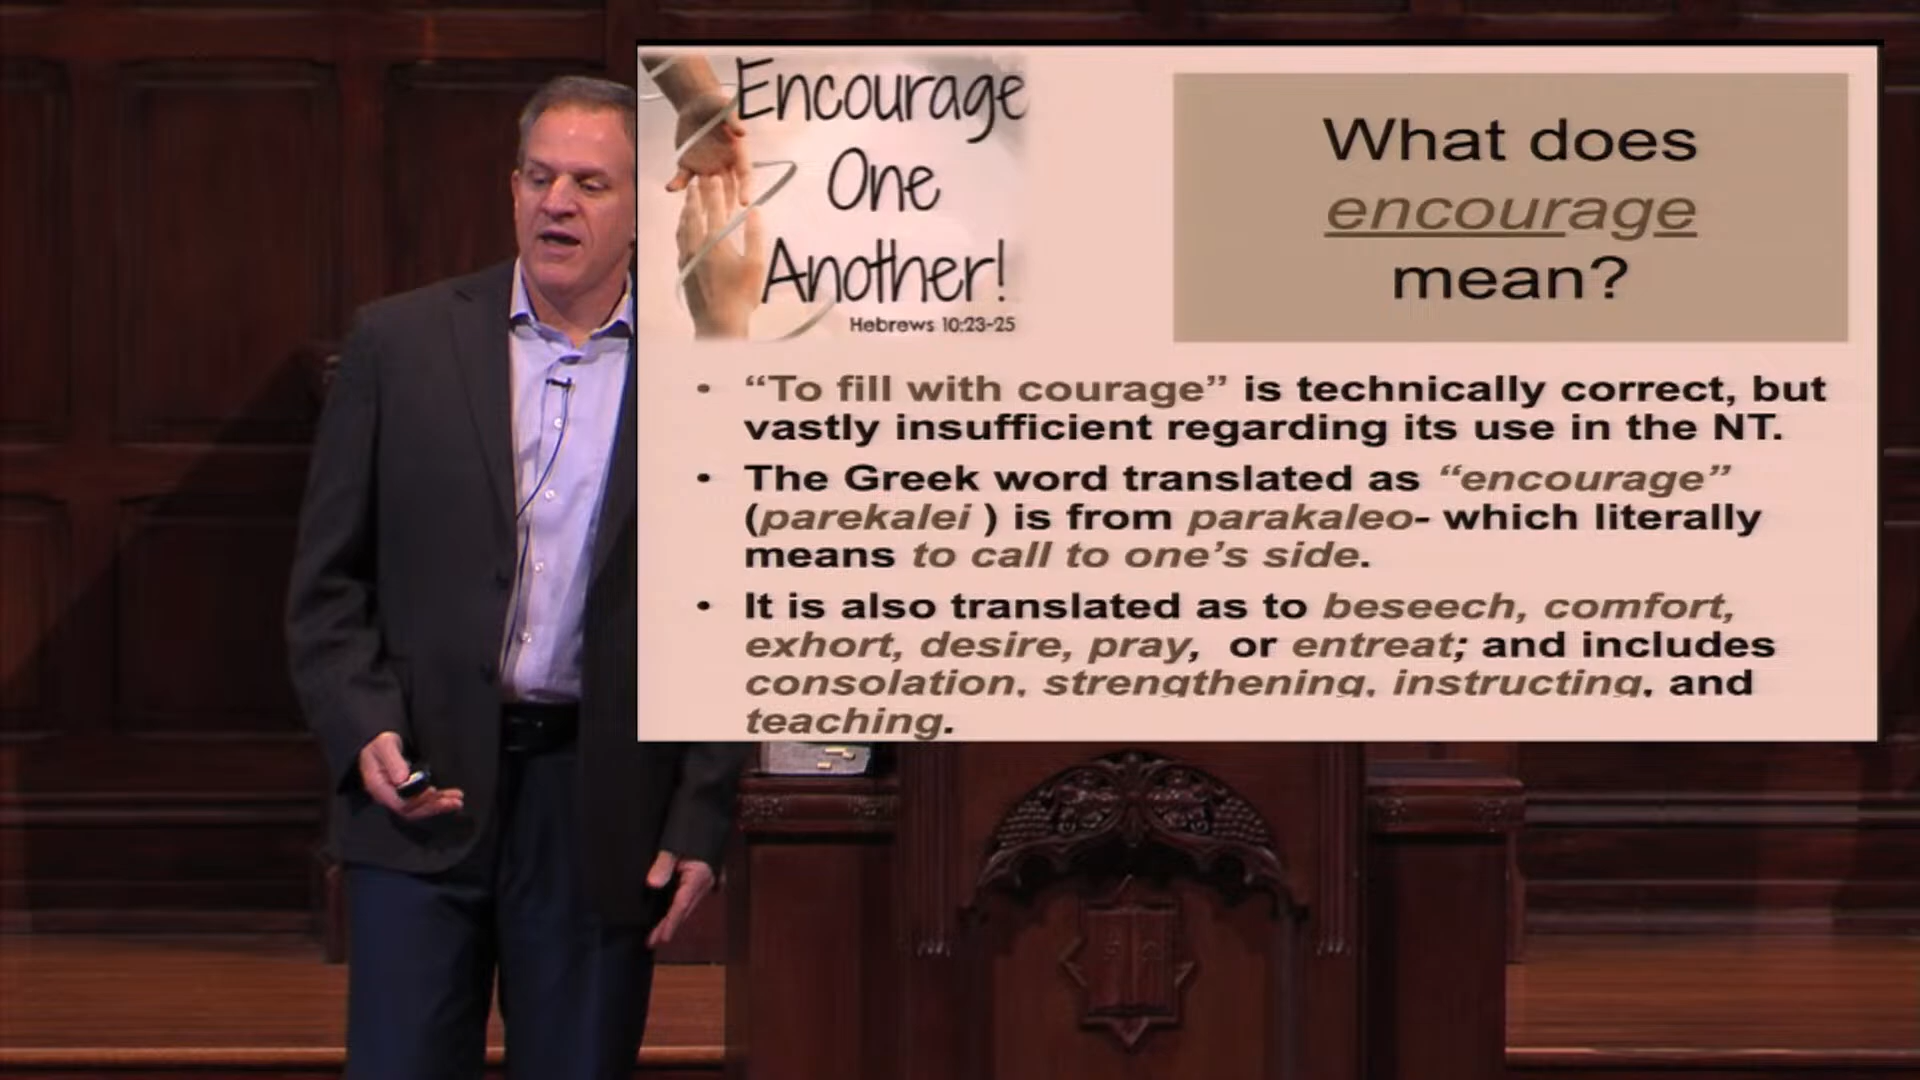 Encourage
One
Another!
Hebrews 10:23-25
What does
encourage
mean?
• “To fill with courage” is technically correct, but
vastly insufficient regarding its use in the NT.
• The Greek word translated as “encourage”
(parekalei ) is from parakaleo- which literally
means to call to one’s side.
• It is also translated as to beseech, comfort,
exhort, desire, pray, or entreat; and includes
consolation, strengthening, instructing, and
teaching.